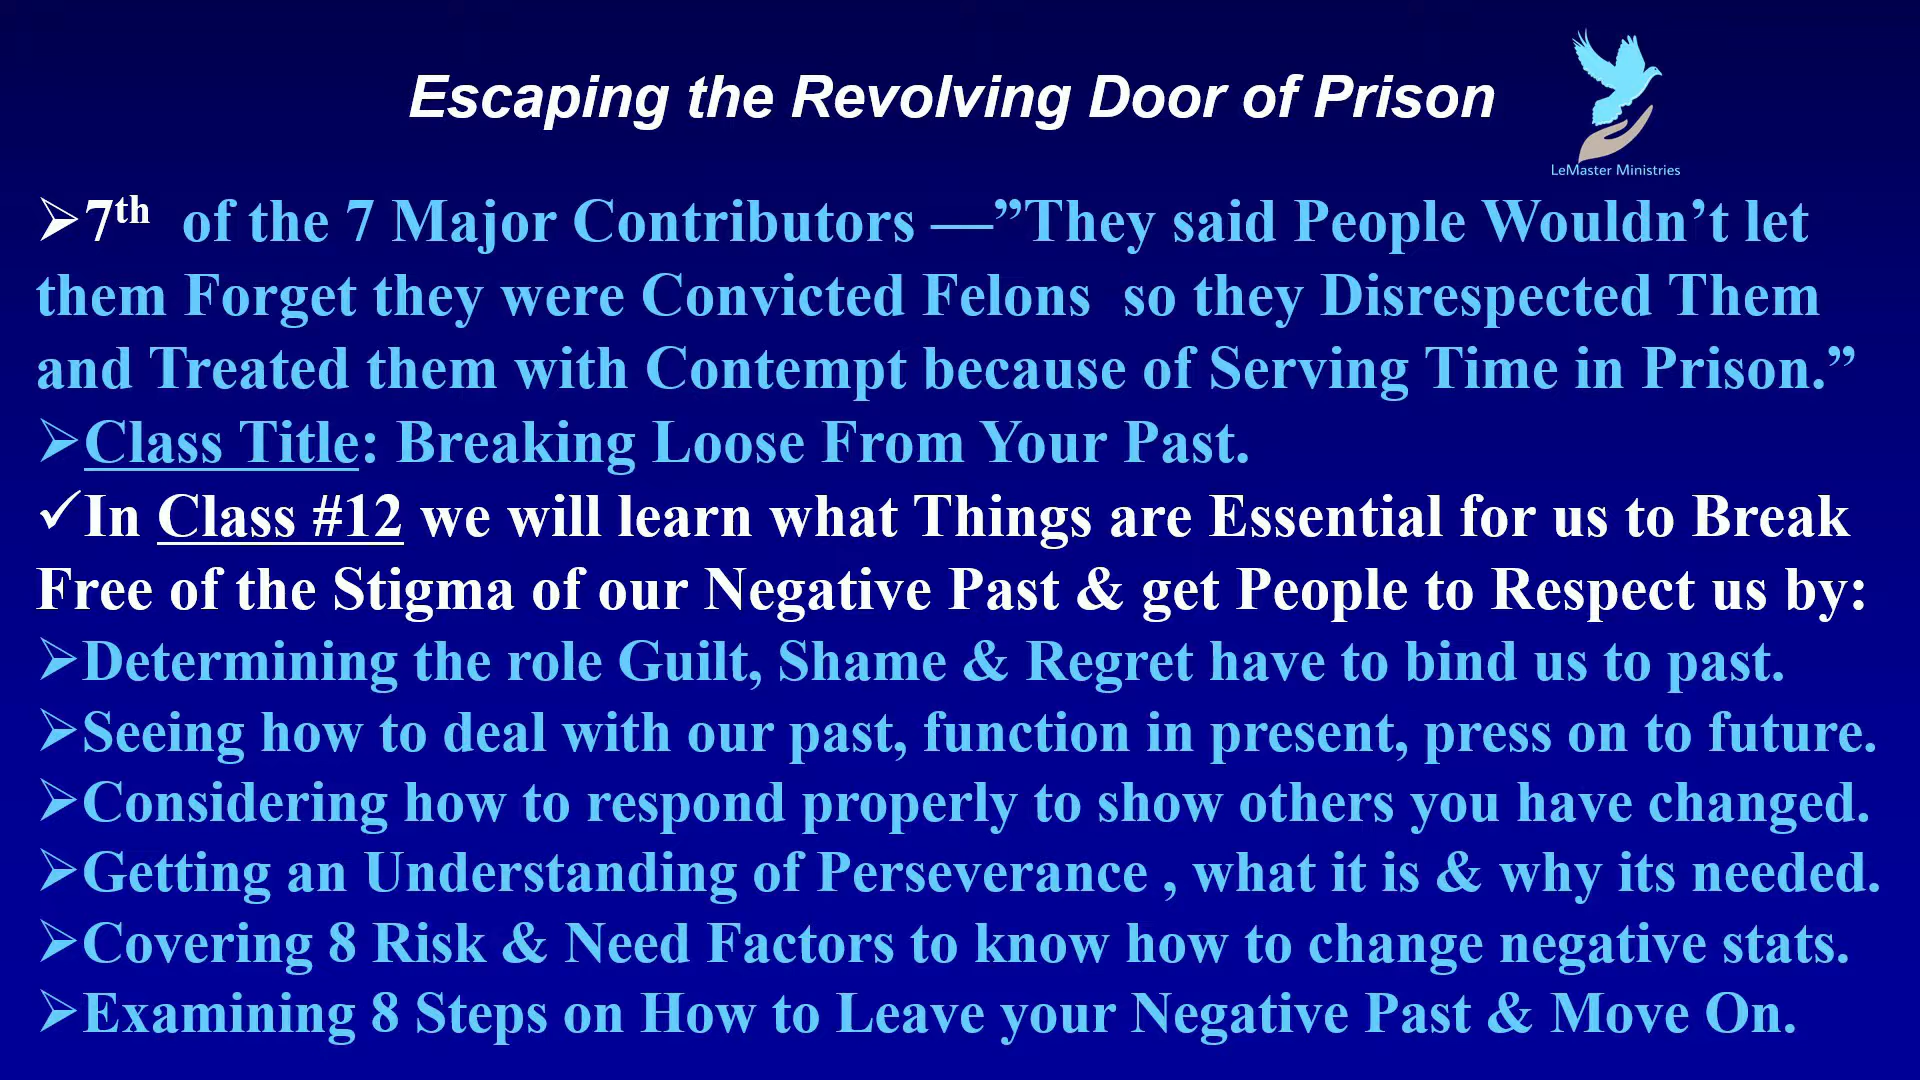 Escaping the Revolving Door of Prison
LeMaster Ministries
➢7th of the 7 Major Contributors —”They said People Wouldn’t let
them Forget they were Convicted Felons so they Disrespected Them
and Treated them with Contempt because of Serving Time in Prison.”
➢Class Title: Breaking Loose From Your Past.
✓In Class #12 we will learn what Things are Essential for us to Break
Free of the Stigma of our Negative Past & get People to Respect us by:
➢Determining the role Guilt, Shame & Regret have to bind us to past.
➢Seeing how to deal with our past, function in present, press on to future.
➢Considering how to respond properly to show others you have changed.
➢Getting an Understanding of Perseverance , what it is & why its needed.
➢Covering 8 Risk & Need Factors to know how to change negative stats.
➢Examining 8 Steps on How to Leave your Negative Past & Move On.